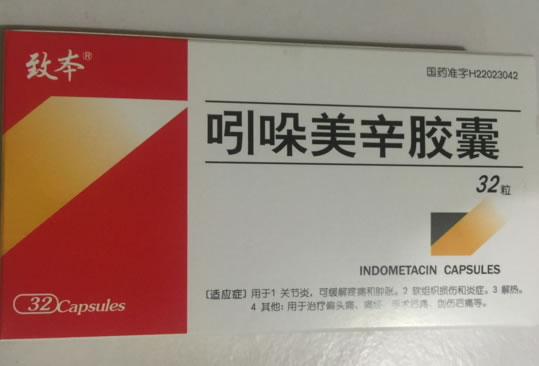 致本®
国药准字H22023042
吲哚美辛胶囊
32粒
INDOMETACIN CAPSULES
〔适应症〕用于1 关节炎，可缓解疼痛和肿胀。2 软组织损伤和炎症。3 解热。
4 其他：用于治疗偏头痛、痛经、手术后痛、创伤后痛等。
32 Capsules